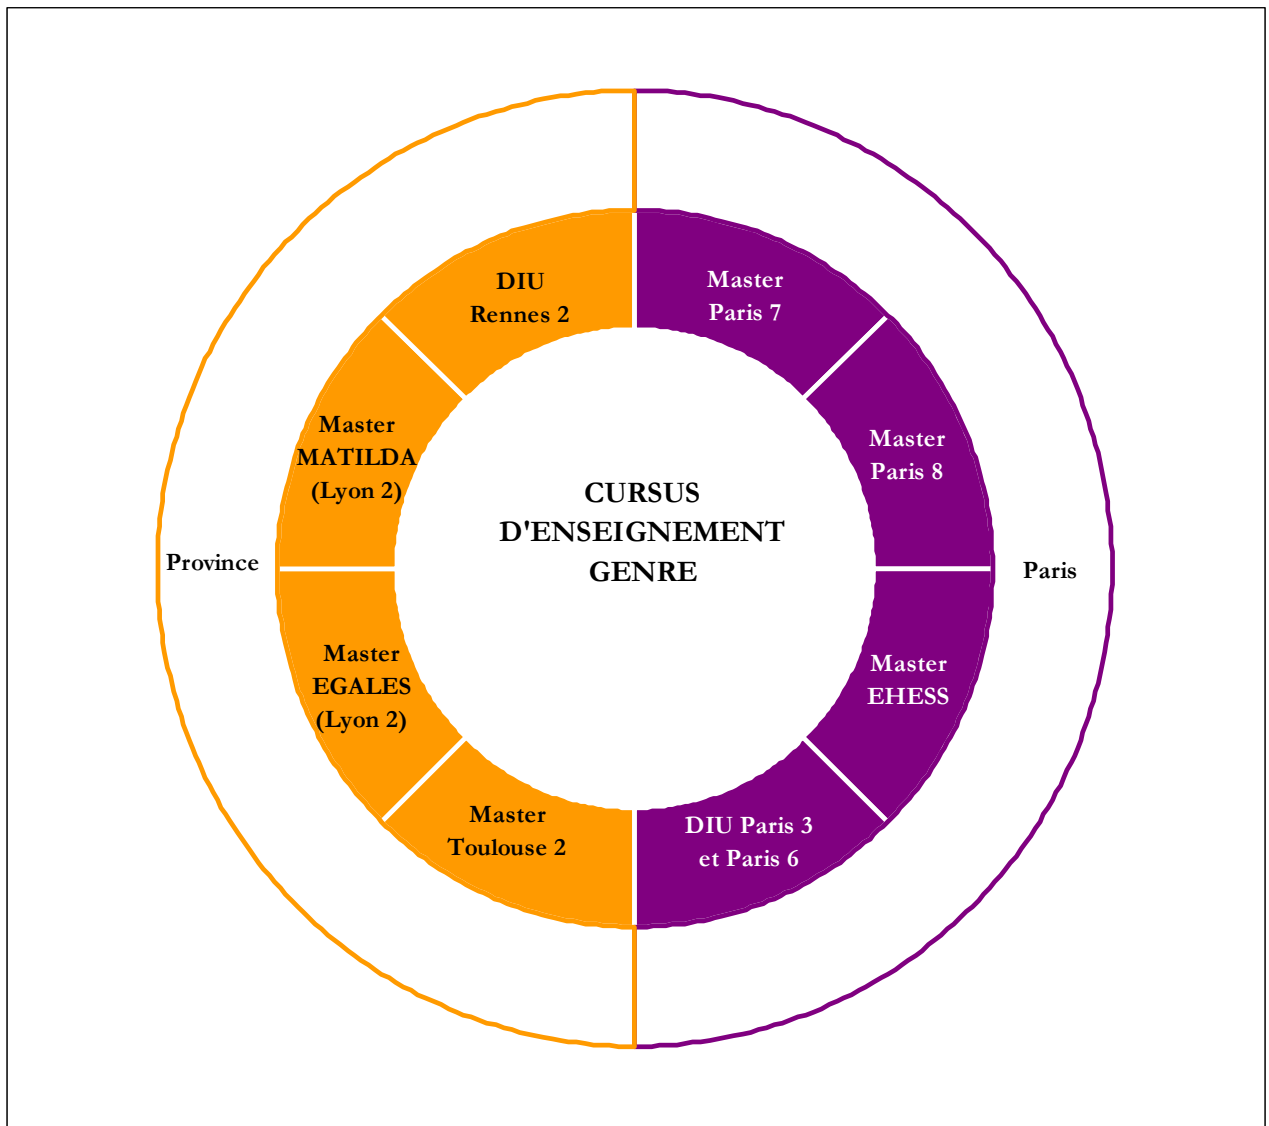 DIU
Rennes 2
Master
Paris 7
Master
MATILDA
(Lyon 2)
Master
Paris 8
CURSUS
D'ENSEIGNEMENT
GENRE
Province
Paris
Master
EGALES
(Lyon 2)
Master
EHESS
Master
Toulouse 2
DIU Paris 3
et Paris 6